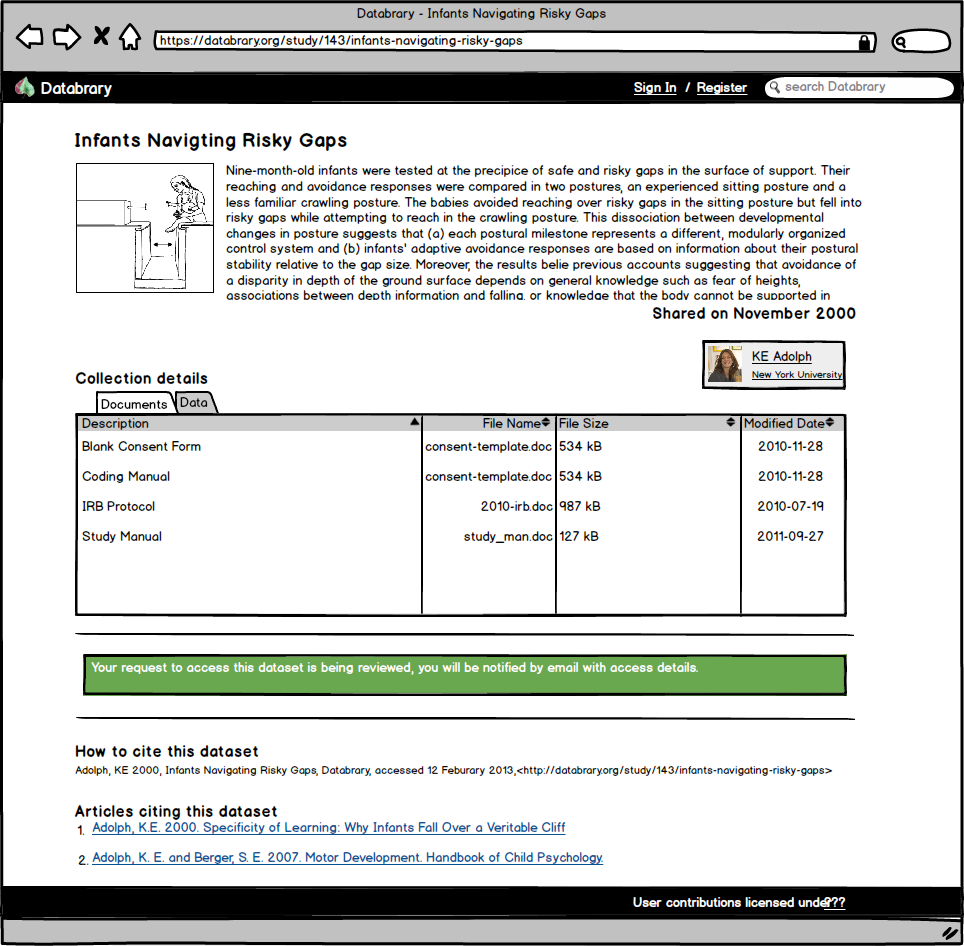 Databrary - Infants Navigating Risky Gaps
https://databrary.org/study/143/infants-navigating-risky-gaps
Databrary
Sign In / Register
search Databrary
Infants Navigting Risky Gaps
Nine-month-old infants were tested at the precipice of safe and risky gaps in the surface of support. Their
reaching and avoidance responses were compared in two postures, an experienced sitting posture and a
less familiar crawling posture. The babies avoided reaching over risky gaps in the sitting posture but fell into
risky gaps while attempting to reach in the crawling posture. This dissociation between developmental
changes in posture suggests that (a) each postural milestone represents a different, modularly organized
control system and (b) infants' adaptive avoidance responses are based on information about their postural
stability relative to the gap size. Moreover, the results belie previous accounts suggesting that avoidance of
a disparity in depth of the ground surface depends on general knowledge such as fear of heights,
associations between depth information and falling, or knowledge that the body cannot be supported in
Shared on November 2000
KE Adolph
New York University
Collection details
Documents Data
Description File Name File Size Modified Date
Blank Consent Form consent-template.doc 534 kB 2010-11-28
Coding Manual consent-template.doc 534 kB 2010-11-28
IRB Protocol 2010-irb.doc 987 kB 2010-07-19
Study Manual study_man.doc 127 kB 2011-09-27
Your request to access this dataset is being reviewed, you will be notified by email with access details.
How to cite this dataset
Adolph, KE 2000, Infants Navigating Risky Gaps, Databrary, accessed 12 Feburary 2013,<http://databrary.org/study/143/infants-navigating-risky-gaps>
Articles citing this dataset
1. Adolph, K.E. 2000. Specificity of Learning: Why Infants Fall Over a Veritable Cliff
2. Adolph, K. E. and Berger, S. E. 2007. Motor Development. Handbook of Child Psychology.
User contributions licensed under???